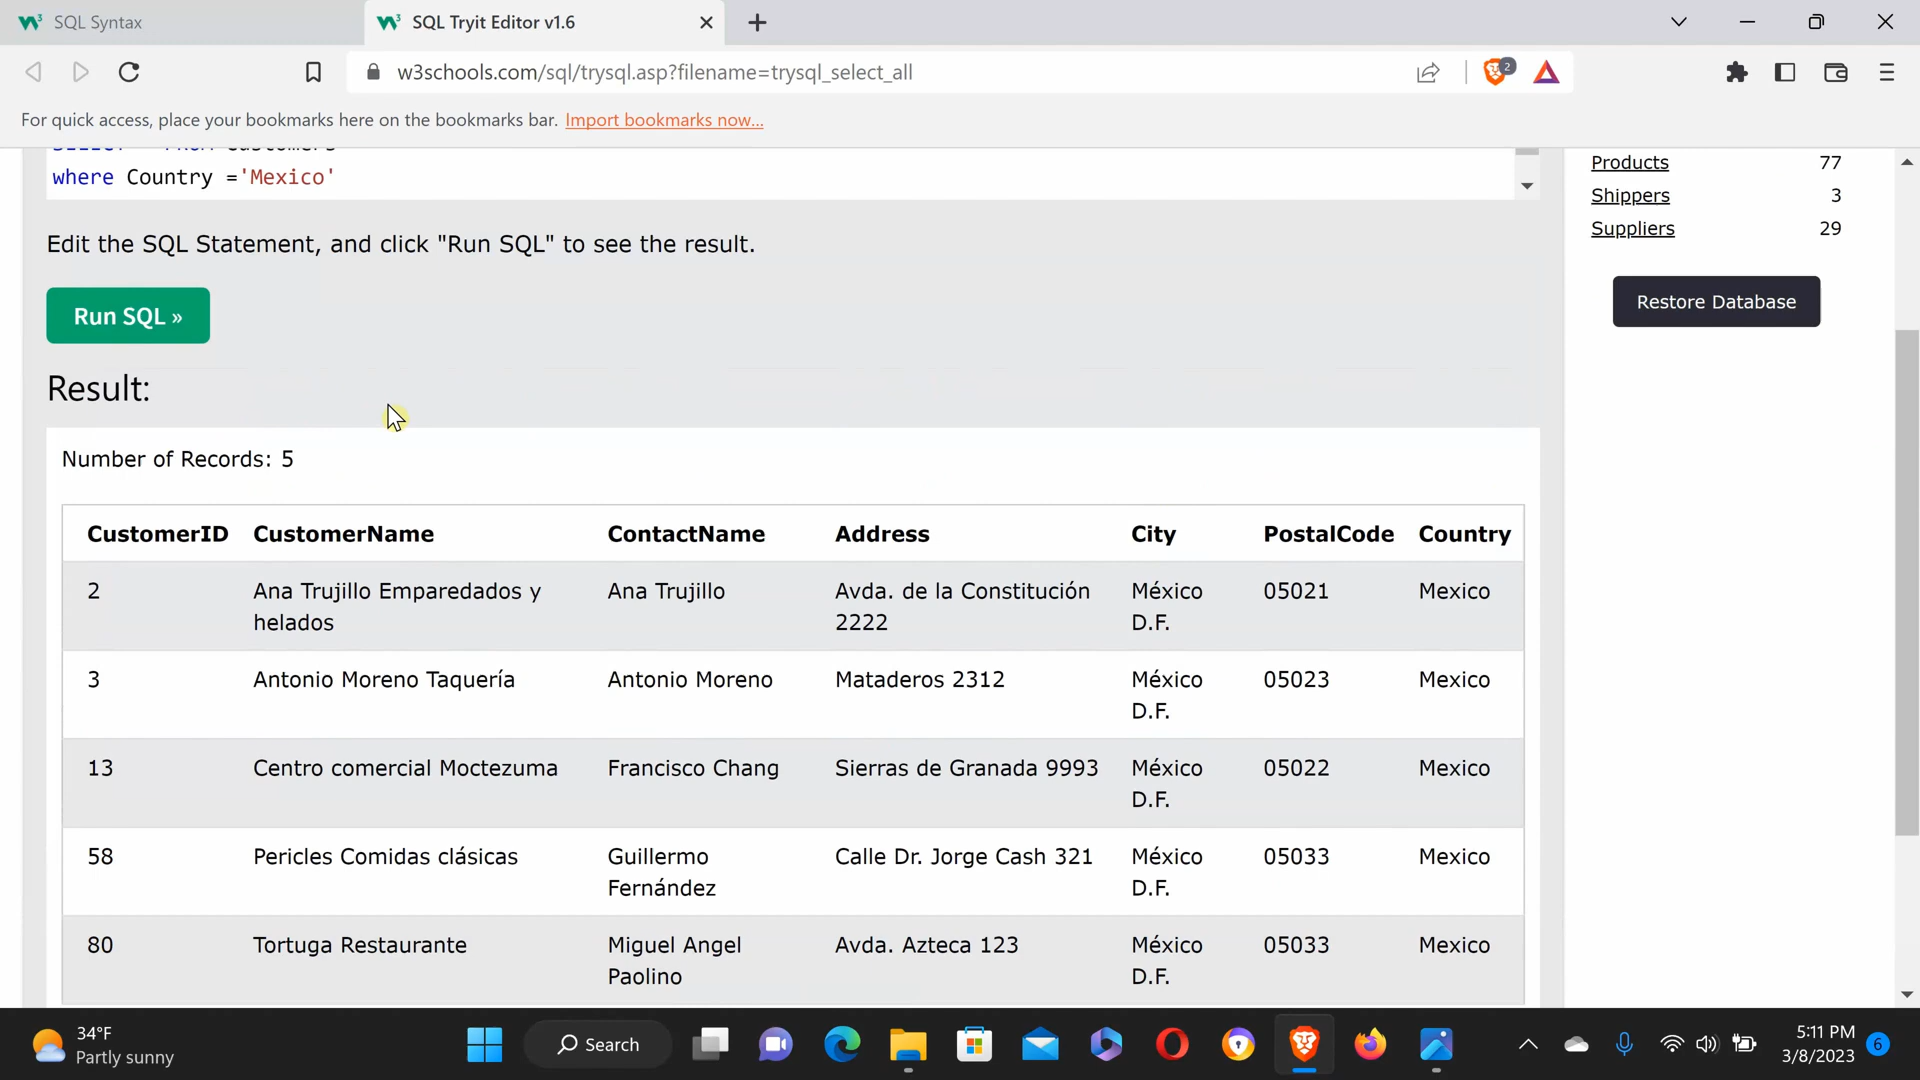 SQL Syntax
SQL Tryit Editor v1.6
w3schools.com/sql/trysql.asp?filename=trysql_select_all
2
For quick access, place your bookmarks here on the bookmarks bar. Import bookmarks now...
where Country ='Mexico'
Edit the SQL Statement, and click "Run SQL" to see the result.
Run SQL »
Result:
Number of Records: 5
CustomerID CustomerName ContactName Address City PostalCode Country
2 Ana Trujillo Emparedados y Ana Trujillo Avda. de la Constitución México 05021 Mexico
helados 2222 D.F.
3 Antonio Moreno Taquería Antonio Moreno Mataderos 2312 México 05023 Mexico
D.F.
13 Centro comercial Moctezuma Francisco Chang Sierras de Granada 9993 México 05022 Mexico
D.F.
58 Pericles Comidas clásicas Guillermo Calle Dr. Jorge Cash 321 México 05033 Mexico
Fernández D.F.
80 Tortuga Restaurante Miguel Angel Avda. Azteca 123 México 05033 Mexico
Paolino D.F.
Products 77
Shippers 3
Suppliers 29
Restore Database
34°F
Partly sunny
Search
5:11 PM
3/8/2023
6